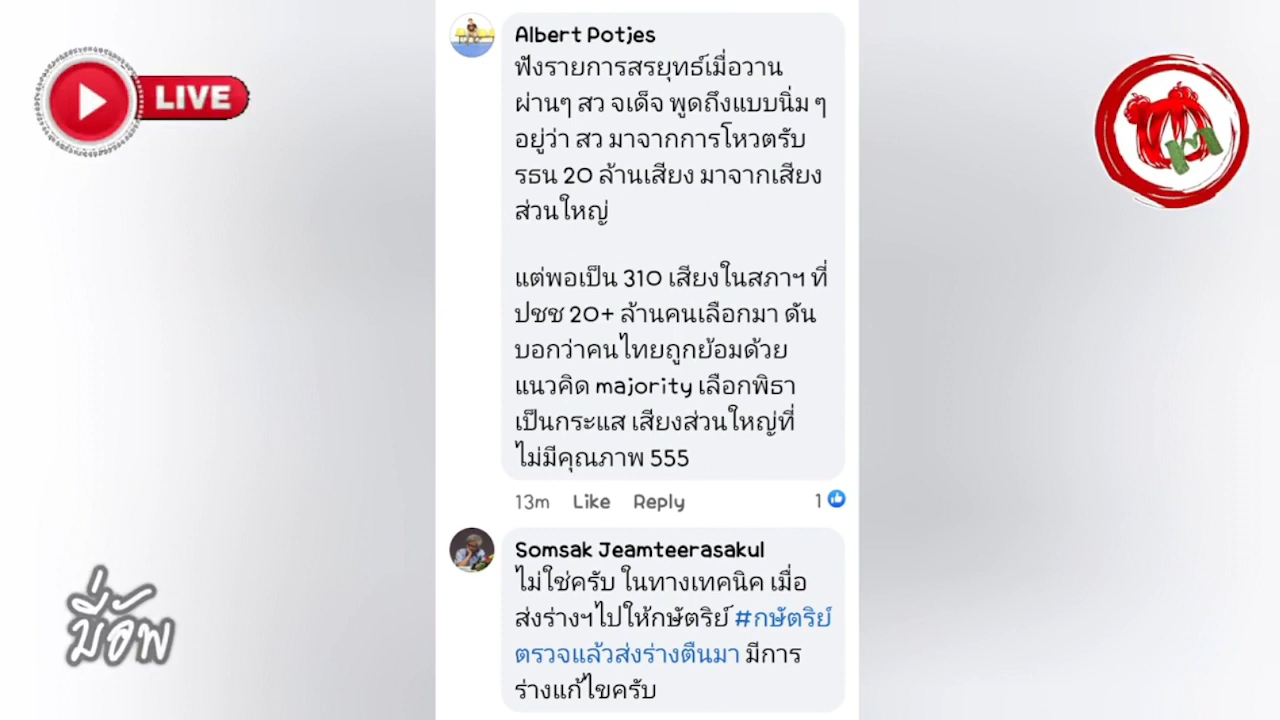 LIVE
Albert Potjes
ฟังรายการสรยุทธ์เมื่อวาน
ผ่านๆ สว จเด็จ พูดถึงแบบนิ่ม ๆ
อยู่ว่า สว มาจากการโหวตรับ
รธน 20 ล้านเสียง มาจากเสียง
ส่วนใหญ่
แต่พอเป็น 310 เสียงในสภาฯ ที่
ปชช 20+ ล้านคนเลือกมา ดัน
บอกว่าคนไทยถูกย้อมด้วย
แนวคิด majority เลือกพิธา
เป็นกระแส เสียงส่วนใหญ่ที่
ไม่มีคุณภาพ 555
13m Like Reply 1
Somsak Jeamteerasakul
ไม่ใช่ครับ ในทางเทคนิค เมื่อ
ส่งร่างฯไปให้กษัตริย์ #กษัตริย์
ตรวจแล้วส่งร่างตืนมา มีการ
ร่างแก้ไขครับ
บี่อัพ